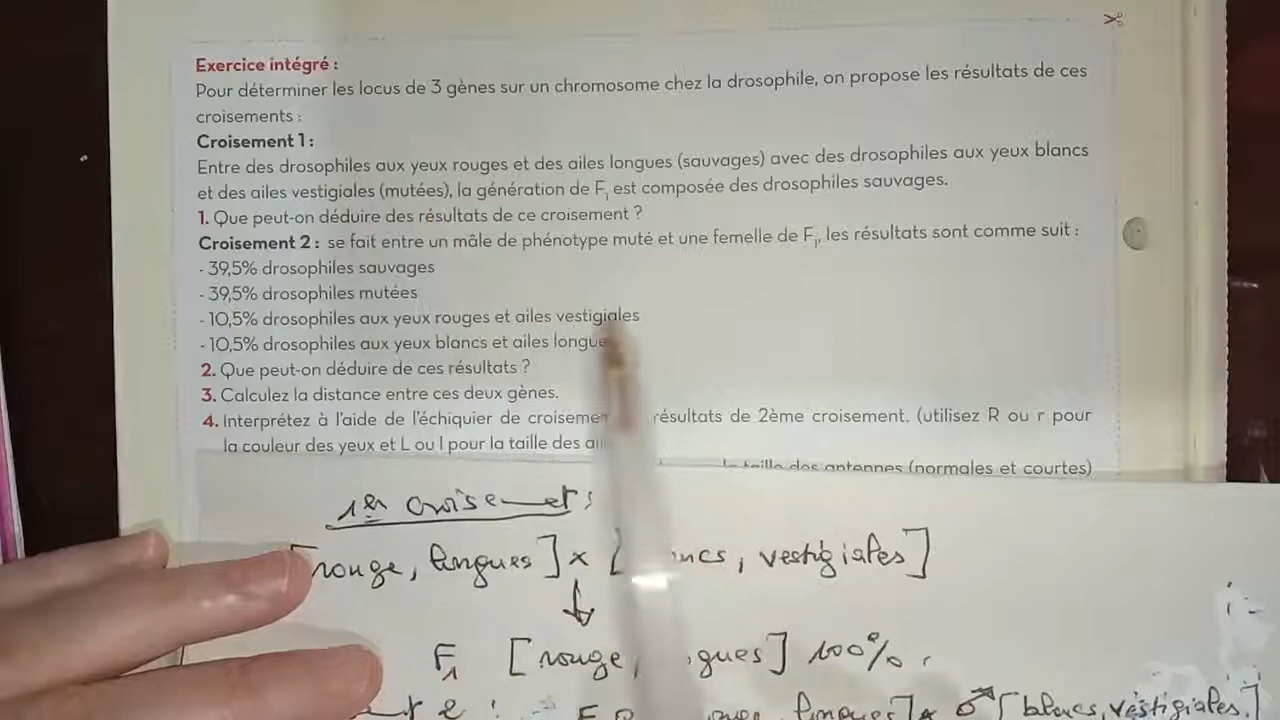 Exercice intégré :
Pour déterminer les locus de 3 gènes sur un chromosome chez la drosophile, on propose les résultats de ces
croisements :
Croisement 1 :
Entre des drosophiles aux yeux rouges et des ailes longues (sauvages) avec des drosophiles aux yeux blancs
et des ailes vestigiales (mutées), la génération de F₁ est composée des drosophiles sauvages.
1. Que peut-on déduire des résultats de ce croisement ?
Croisement 2 : se fait entre un mâle de phénotype muté et une femelle de F₁, les résultats sont comme suit :
- 39,5% drosophiles sauvages
- 39,5% drosophiles mutées
- 10,5% drosophiles aux yeux rouges et ailes vestigiales
- 10,5% drosophiles aux yeux blancs et ailes longue
2. Que peut-on déduire de ces résultats ?
3. Calculez la distance entre ces deux gènes.
4. Interprétez à l'aide de l'échiquier de croisemen résultats de 2ème croisement. (utilisez R ou r pour
la couleur des yeux et L ou l pour la taille des
la taille des antennes (normales et courtes)
1er croisement :
[rouge, longues] × [ ncs, vestigiales]
↓
F₁ [rouge, gues] 100%.
longues] × ♂ [blancs, vestigiales]